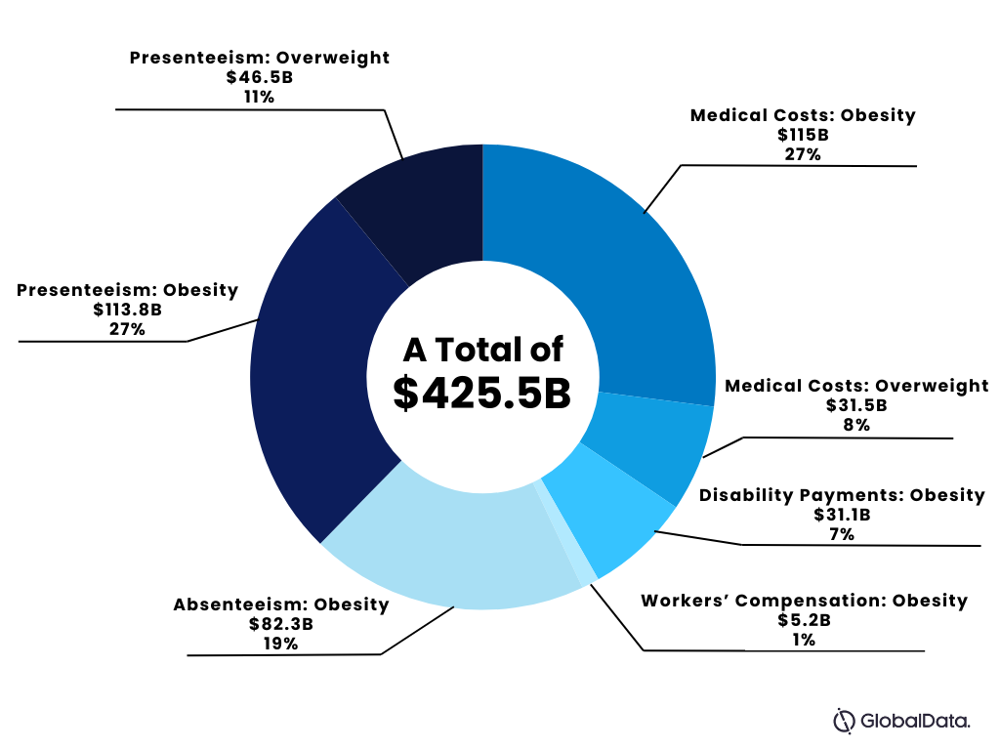 Presenteeism: Overweight
$46.5B
11%
Medical Costs: Obesity
$115B
27%
Presenteeism: Obesity
$113.8B
27%
A Total of
$425.5B
Medical Costs: Overweight
$31.5B
8%
Disability Payments: Obesity
$31.1B
7%
Absenteeism: Obesity
$82.3B
19%
Workers’ Compensation: Obesity
$5.2B
1%
GlobalData.